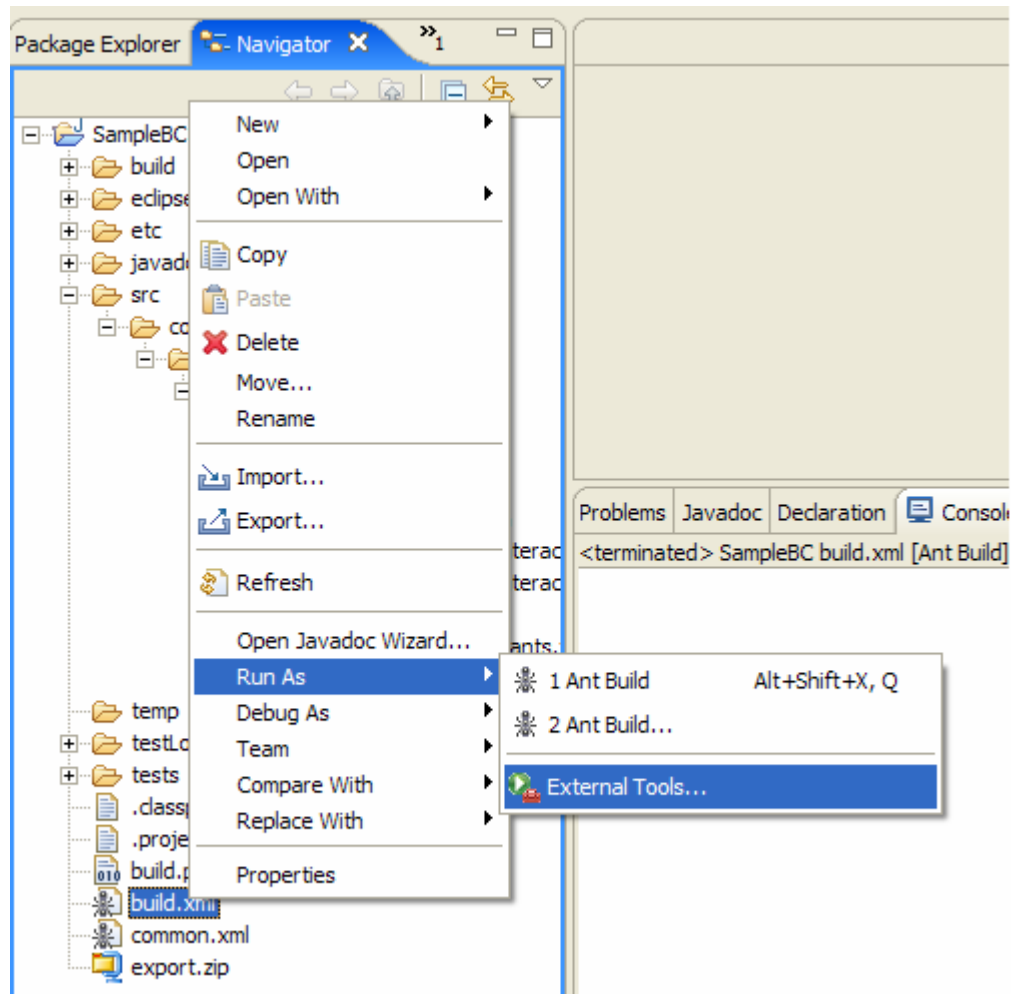 Package Explorer Navigator »1
SampleBC
build
eclipse
etc
javad
src
co
temp
testLo
tests
.class
.proje
build.p
build.xml
common.xml
export.zip
New
Open
Open With
Copy
Paste
Delete
Move...
Rename
Import...
Export...
Refresh
Open Javadoc Wizard...
Run As
Debug As
Team
Compare With
Replace With
Properties
terac
terac
ants.
1 Ant Build Alt+Shift+X, Q
2 Ant Build...
External Tools...
Problems Javadoc Declaration Consol
<terminated> SampleBC build.xml [Ant Build]
010